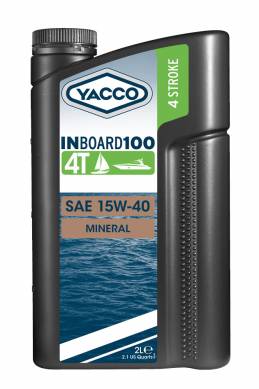 YACCO
4 STROKE
INBOARD100
4T
SAE 15W-40
MINERAL
2L e
2.1 US Quarts